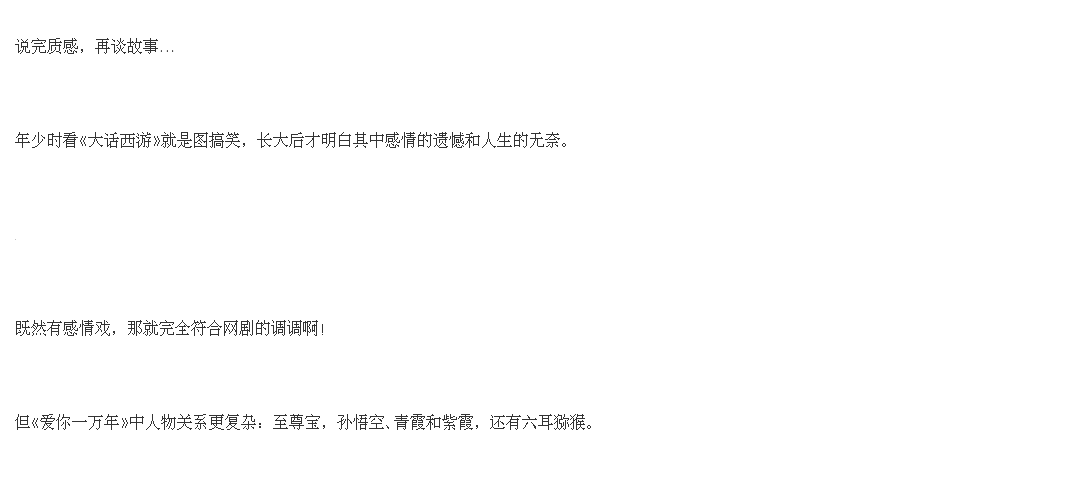 说完质感，再谈故事...
年少时看《大话西游》就是图搞笑，长大后才明白其中感情的遗憾和人生的无奈。
既然有感情戏，那就完全符合网剧的调调啊！
但《爱你一万年》中人物关系更复杂：至尊宝，孙悟空、青霞和紫霞，还有六耳猕猴。